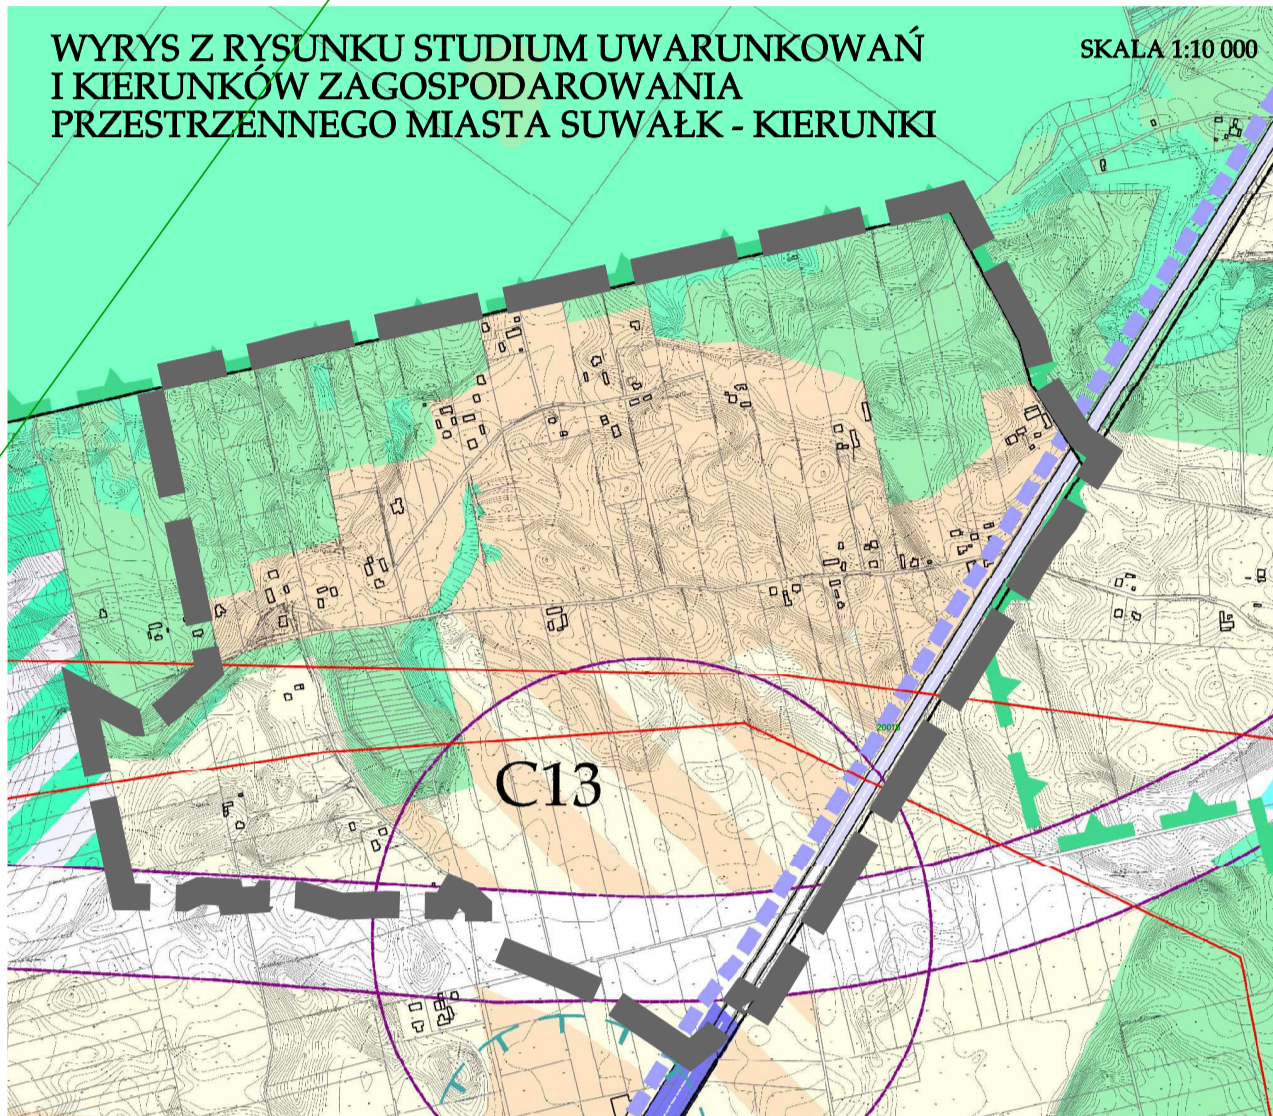 WYRYS Z RYSUNKU STUDIUM UWARUNKOWAŃ
I KIERUNKÓW ZAGOSPODAROWANIA
PRZESTRZENNEGO MIASTA SUWAŁK - KIERUNKI
SKALA 1:10 000
C13